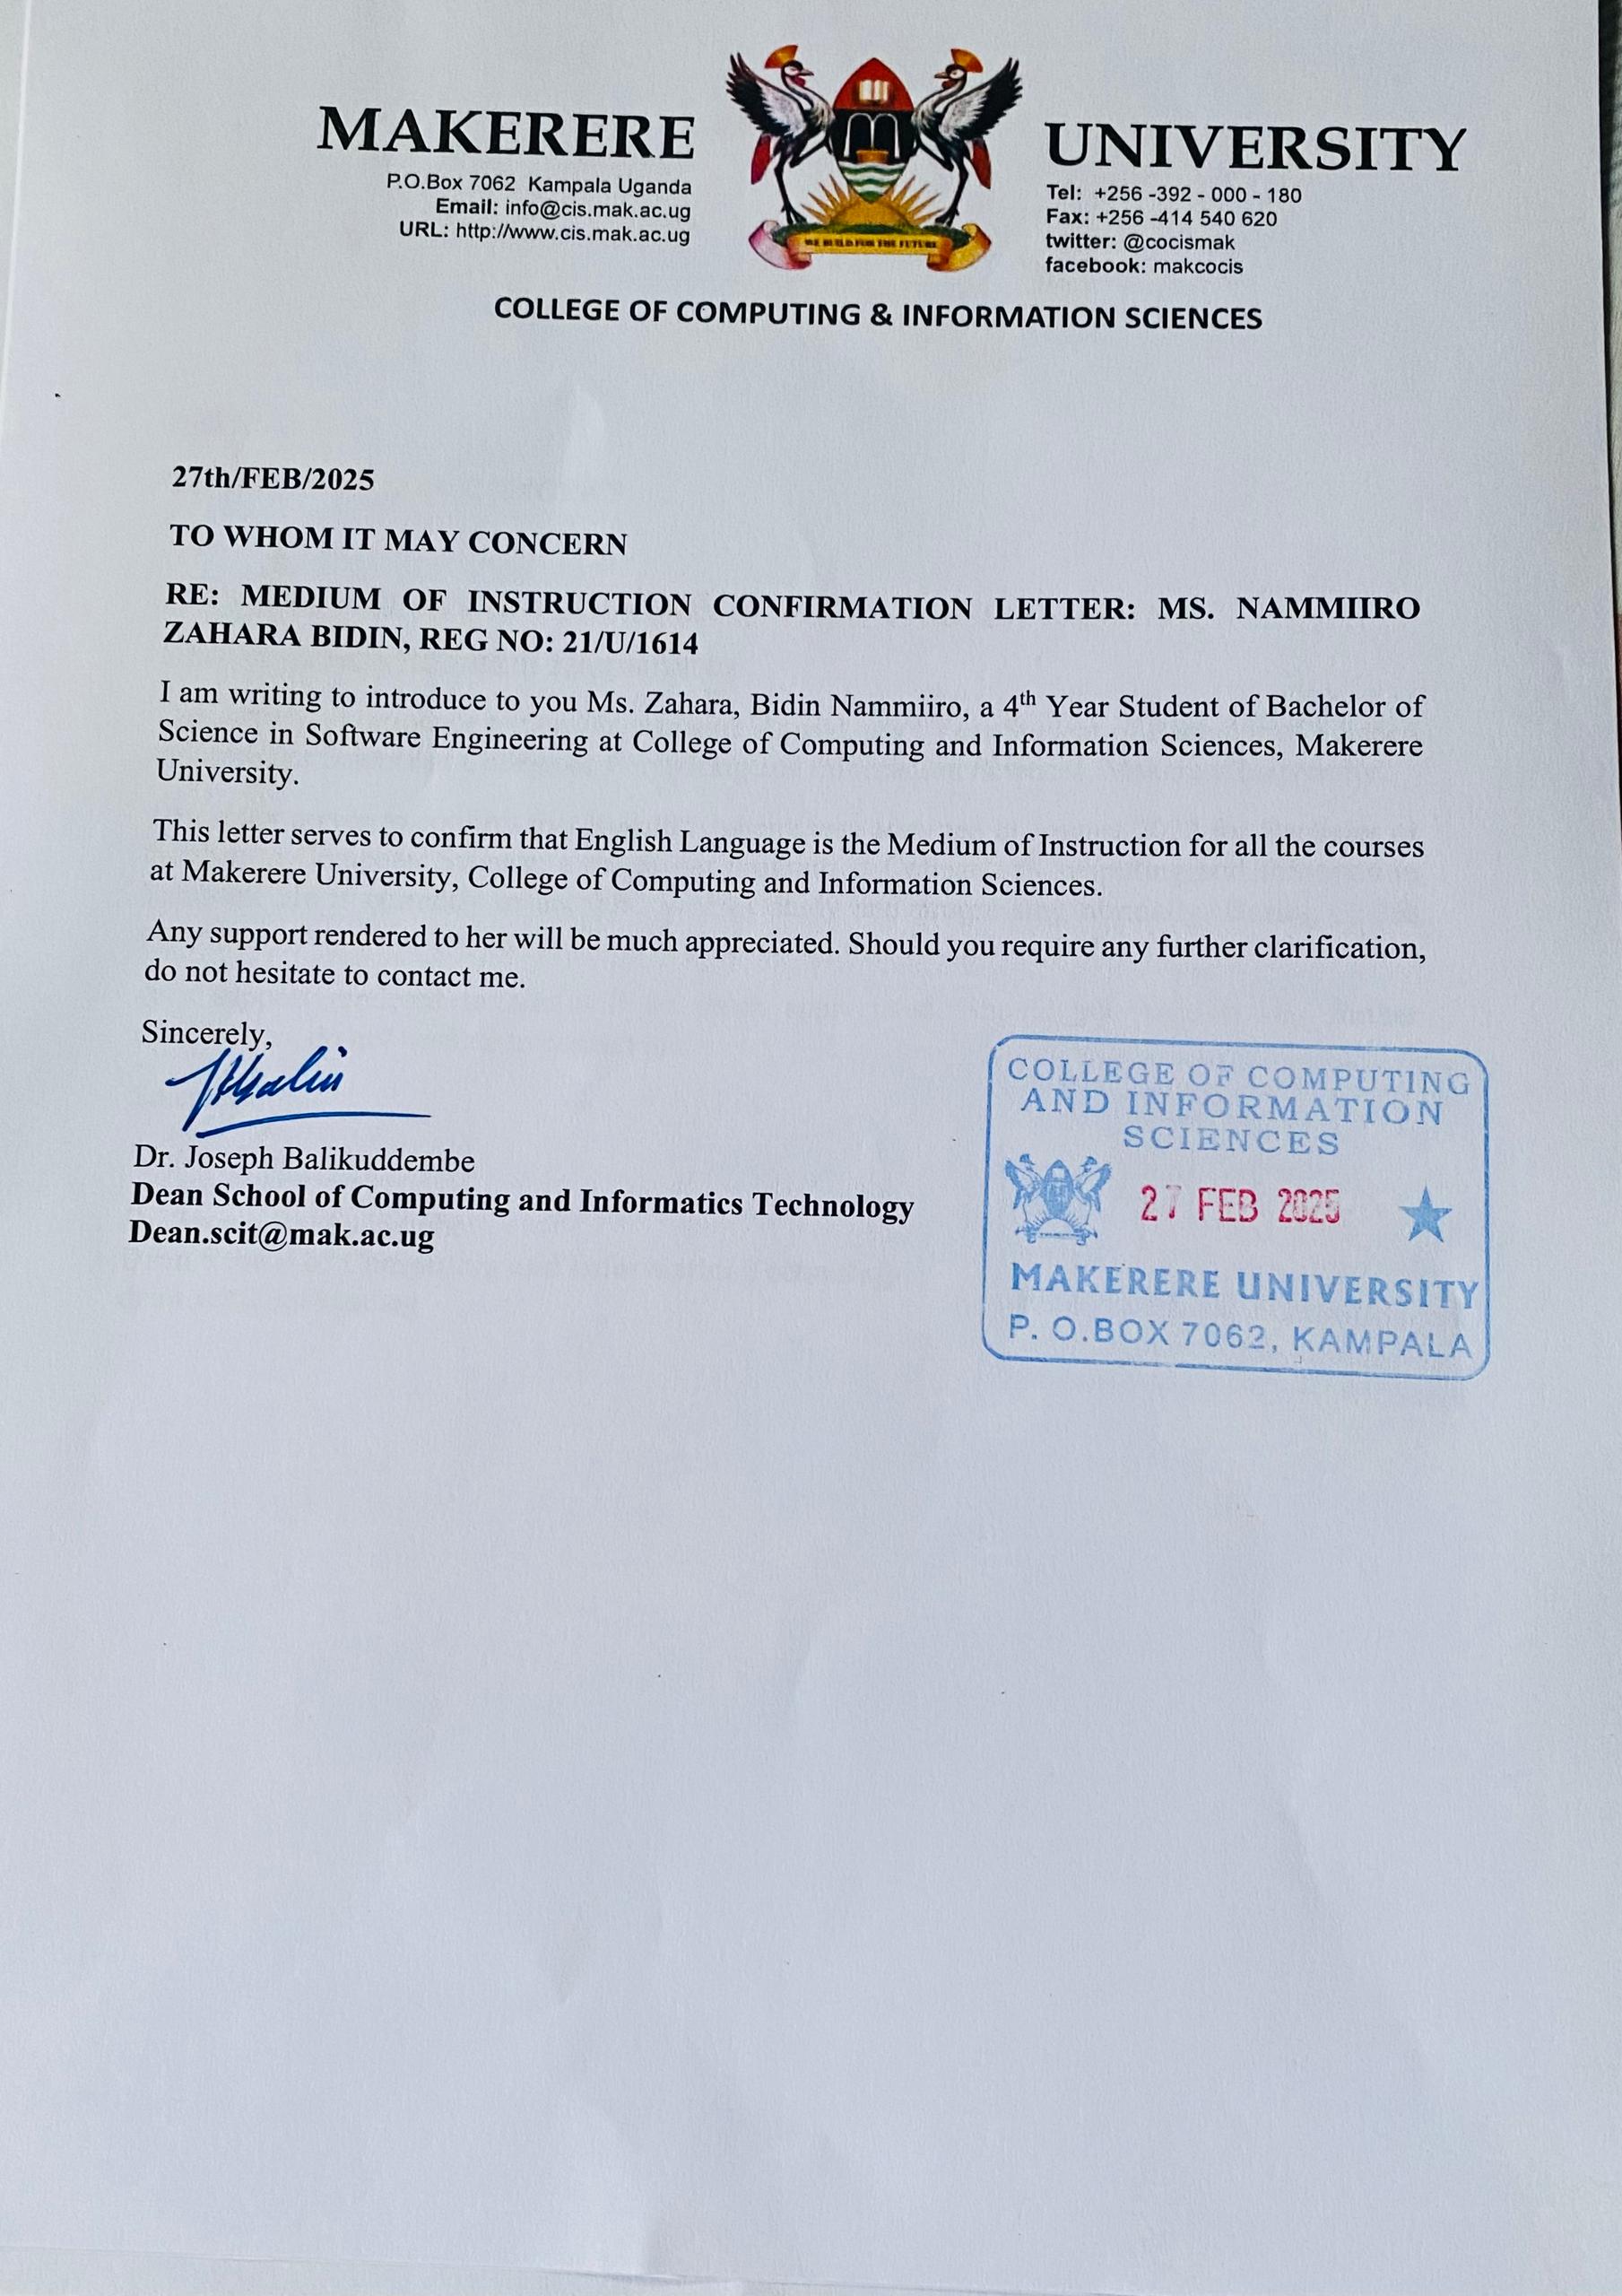 MAKERERE UNIVERSITY
P.O.Box 7062 Kampala Uganda
Email: info@cis.mak.ac.ug
URL: http://www.cis.mak.ac.ug
WE BUILD FOR THE FUTURE
Tel: +256 -392 - 000 - 180
Fax: +256 -414 540 620
twitter: @cocismak
facebook: makcocis
COLLEGE OF COMPUTING & INFORMATION SCIENCES
27th/FEB/2025
TO WHOM IT MAY CONCERN
RE: MEDIUM OF INSTRUCTION CONFIRMATION LETTER: MS. NAMMIIRO
ZAHARA BIDIN, REG NO: 21/U/1614
I am writing to introduce to you Ms. Zahara, Bidin Nammiiro, a 4th Year Student of Bachelor of
Science in Software Engineering at College of Computing and Information Sciences, Makerere
University.
This letter serves to confirm that English Language is the Medium of Instruction for all the courses
at Makerere University, College of Computing and Information Sciences.
Any support rendered to her will be much appreciated. Should you require any further clarification,
do not hesitate to contact me.
Sincerely,
Dr. Joseph Balikuddembe
Dean School of Computing and Informatics Technology
Dean.scit@mak.ac.ug
COLLEGE OF COMPUTING
AND INFORMATION
SCIENCES
27 FEB 2025
MAKERERE UNIVERSITY
P. O.BOX 7062, KAMPALA